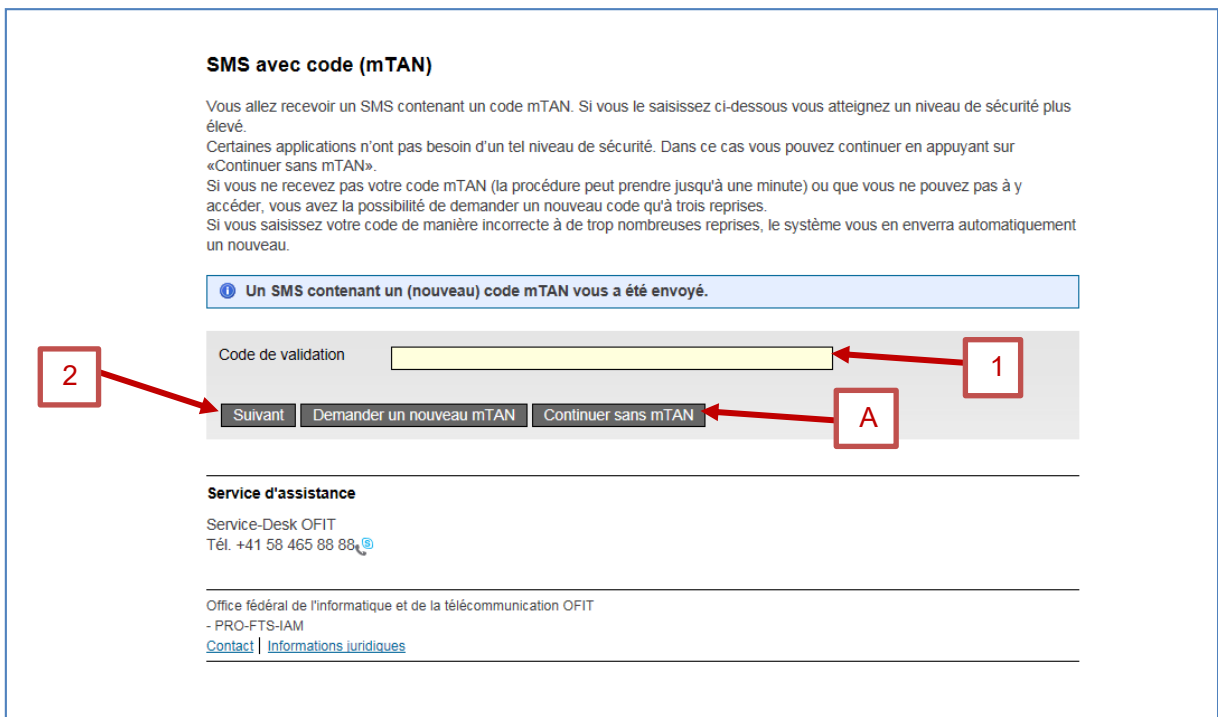 SMS avec code (mTAN)
Vous allez recevoir un SMS contenant un code mTAN. Si vous le saisissez ci-dessous vous atteignez un niveau de sécurité plus
élevé.
Certaines applications n'ont pas besoin d'un tel niveau de sécurité. Dans ce cas vous pouvez continuer en appuyant sur
«Continuer sans mTAN».
Si vous ne recevez pas votre code mTAN (la procédure peut prendre jusqu'à une minute) ou que vous ne pouvez pas à y
accéder, vous avez la possibilité de demander un nouveau code qu'à trois reprises.
Si vous saisissez votre code de manière incorrecte à de trop nombreuses reprises, le système vous en enverra automatiquement
un nouveau.
Un SMS contenant un (nouveau) code mTAN vous a été envoyé.
Code de validation
1
2
Suivant Demander un nouveau mTAN Continuer sans mTAN
A
Service d'assistance
Service-Desk OFIT
Tél. +41 58 465 88 88
Office fédéral de l'informatique et de la télécommunication OFIT
- PRO-FTS-IAM
Contact | Informations juridiques